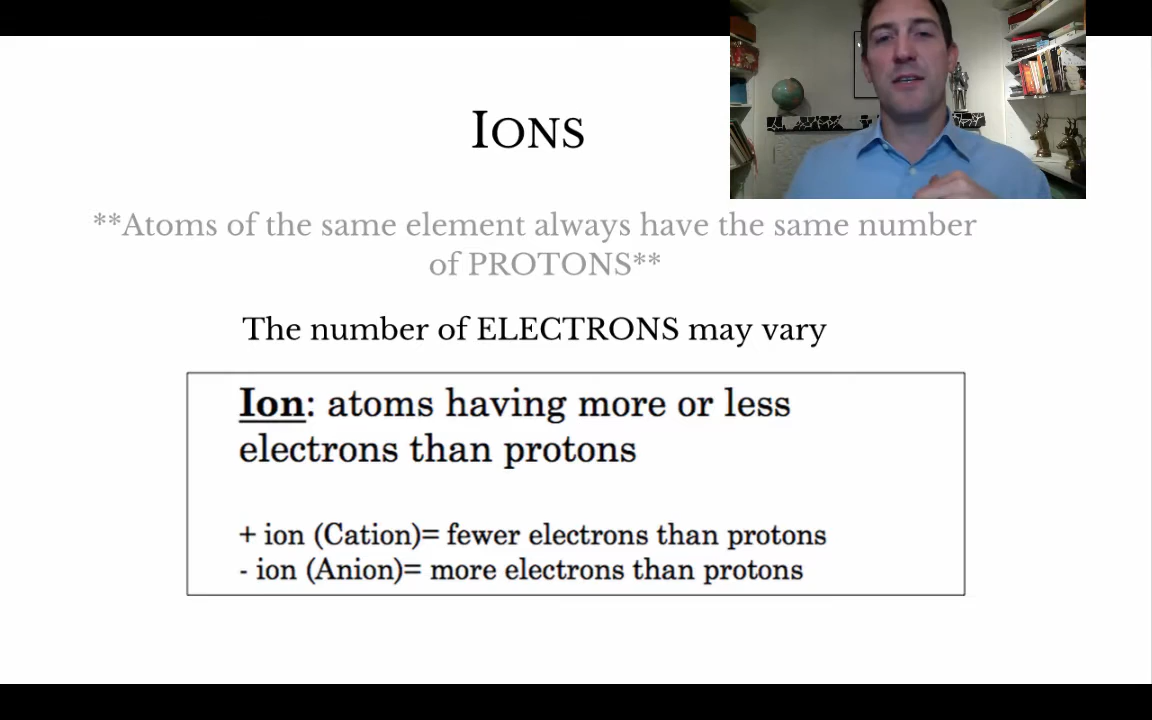 IONS
**Atoms of the same element always have the same number
of PROTONS**
The number of ELECTRONS may vary
Ion: atoms having more or less
electrons than protons
+ ion (Cation)= fewer electrons than protons
- ion (Anion)= more electrons than protons